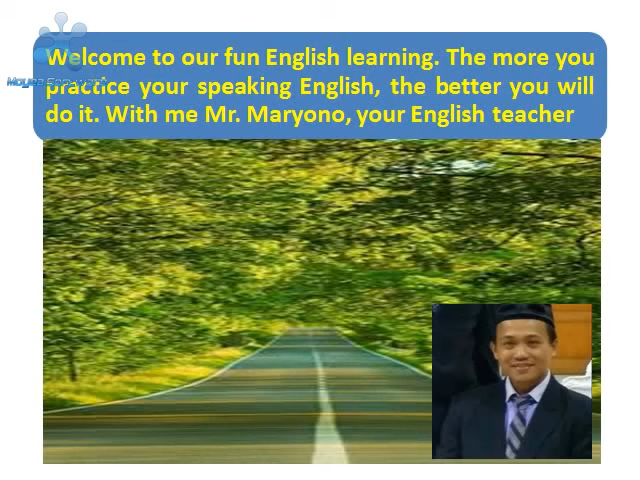 Welcome to our fun English learning. The more you
practice your speaking English, the better you will
do it. With me Mr. Maryono, your English teacher